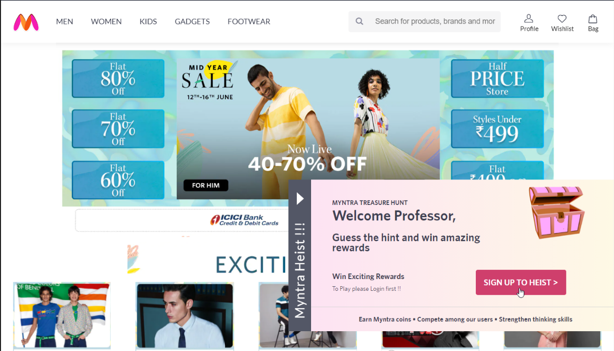 MEN WOMEN KIDS GADGETS FOOTWEAR
Search for products, brands and mor
Profile Wishlist Bag
Flat
80%
Off
Flat
70%
Off
Flat
60%
Off
MID YEAR
SALE
12TH-16TH JUNE
Now Live
40-70% OFF
FOR HIM
Half
PRICE
Store
Styles Under
₹499
Flat
ICICI Bank
Credit & Debit Cards
EXCITI
Myntra Heist !!!
MYNTRA TREASURE HUNT
Welcome Professor,
Guess the hint and win amazing
rewards
Win Exciting Rewards
To Play please Login first !!
SIGN UP TO HEIST >
Earn Myntra coins • Compete among our users • Strengthen thinking skills